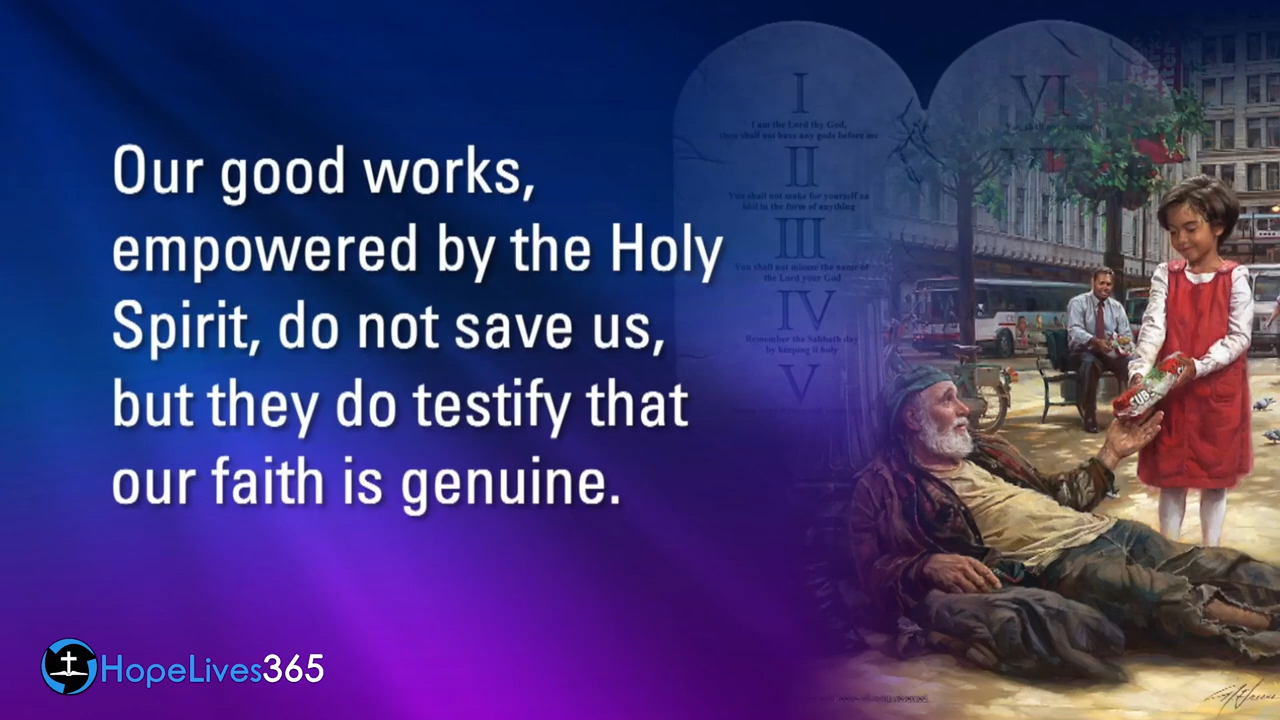 Our good works,
empowered by the Holy
Spirit, do not save us,
but they do testify that
our faith is genuine.
HopeLives365
I
I am the Lord thy God,
thou shalt not have any gods before me
II
You shall not make for yourself an
idol in the form of anything
III
You shall not misuse the name of
the Lord your God
IV
Remember the Sabbath day
by keeping it holy
V
VI
SUB